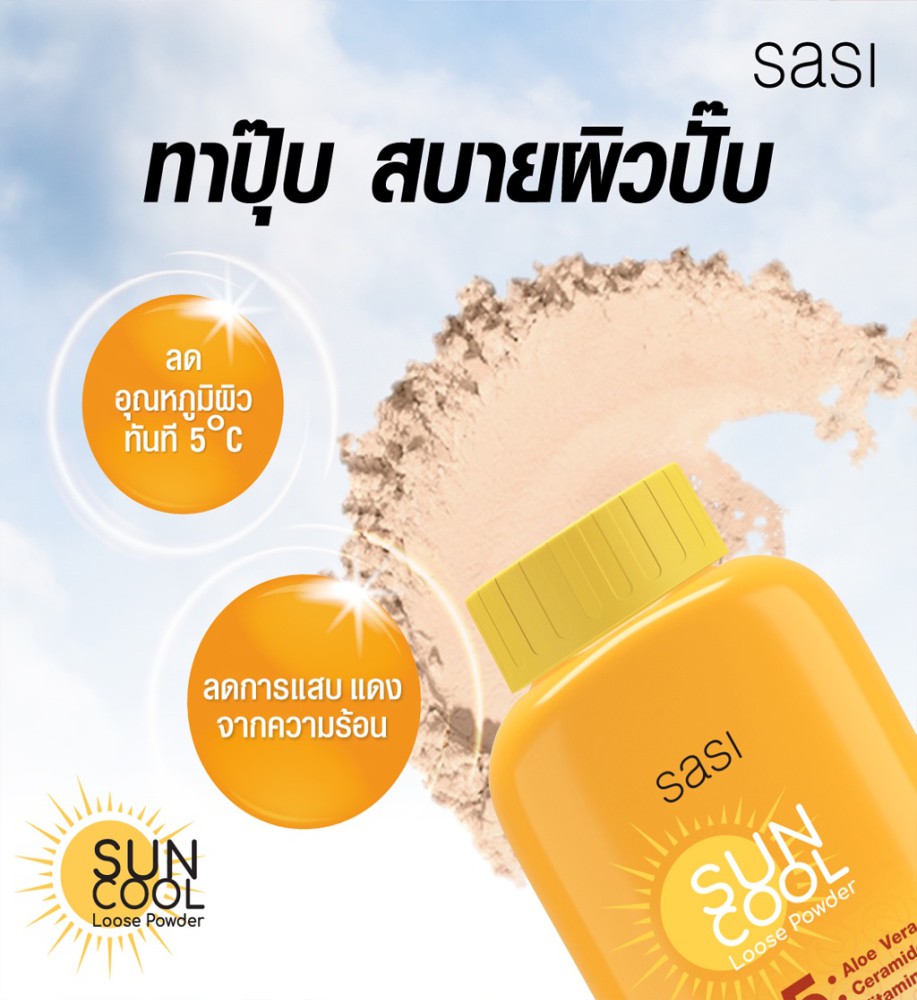 sasi
ทาปุ๊บ สบายผิวปั๊บ
ลด
อุณหภูมิผิว
ทันที 5°C
ลดการแสบ แดง
จากความร้อน
SUN
COOL
Loose Powder
sasi
SUN
COOL
Loose Powder
• Aloe Vera